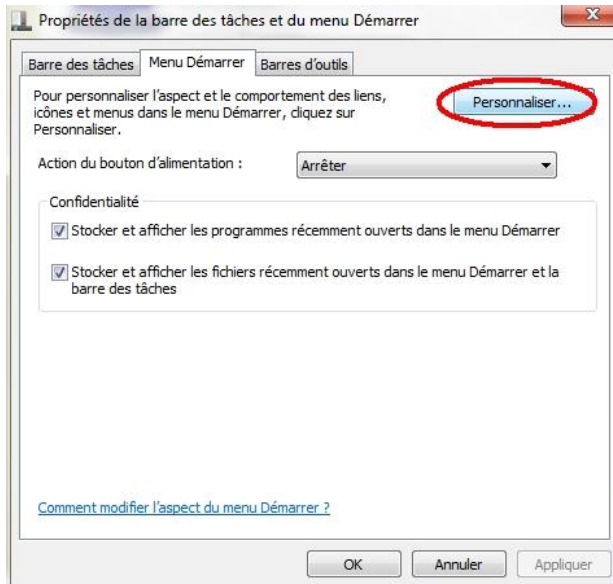 Propriétés de la barre des tâches et du menu Démarrer
Barre des tâches Menu Démarrer Barres d'outils
Pour personnaliser l'aspect et le comportement des liens,
icônes et menus dans le menu Démarrer, cliquez sur
Personnaliser.
Personnaliser...
Action du bouton d'alimentation :
Arrêter
Confidentialité
Stocker et afficher les programmes récemment ouverts dans le menu Démarrer
Stocker et afficher les fichiers récemment ouverts dans le menu Démarrer et la
barre des tâches
Comment modifier l'aspect du menu Démarrer ?
OK Annuler Appliquer